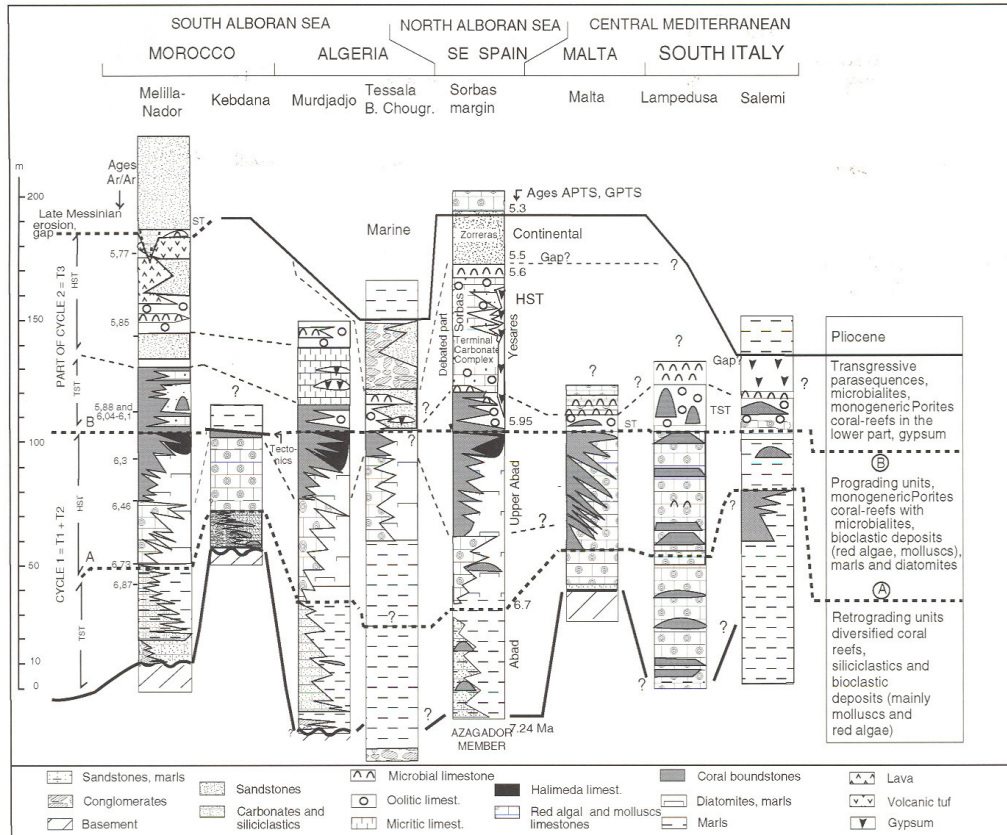 SOUTH ALBORAN SEA
NORTH ALBORAN SEA
CENTRAL MEDITERRANEAN
MOROCCO
ALGERIA
SE SPAIN
MALTA
SOUTH ITALY
Melilla-
Nador
Kebdana
Murdjadjo
Tessala
B. Chougr.
Sorbas
margin
Malta
Lampedusa
Salemi
m
200
150
100
50
10
0
Ages
Ar/Ar
Late Messinian
erosion,
gap
ST
5,77
5,85
5,88 and
6,04-6,1
B
6,3
6,46
6,73
A
6,87
PART OF CYCLE 2 = T3
HST
TST
CYCLE 1 = T1 + T2
HST
TST
?
Tecto-
nics
?
?
Marine
?
?
?
Ages APTS, GPTS
5.3
Zorreras
Continental
5.5
Gap?
5.6
HST
Debated part
Sorbas
Terminal
Carbonate
Complex
Yesares
?
5.95
Upper Abad
?
6.7
Abad
?
7.24 Ma
AZAGADOR
MEMBER
?
ST
?
?
?
?
Gap?
TST
?
?
Pliocene
Transgressive
parasequences,
microbialites,
monogeneric Porites
coral-reefs in the
lower part, gypsum
B
Prograding units,
monogeneric Porites
coral-reefs with
microbialites,
bioclastic deposits
(red algae, molluscs),
marls and diatomites
A
Retrograding units
diversified coral
reefs,
siliciclastics and
bioclastic
deposits (mainly
molluscs and
red algae)
Sandstones, marls
Conglomerates
Basement
Sandstones
Carbonates and
siliciclastics
Microbial limestone
Oolitic limest.
Micritic limest.
Halimeda limest.
Red algal and molluscs
limestones
Coral boundstones
Diatomites, marls
Marls
Lava
Volcanic tuf
Gypsum